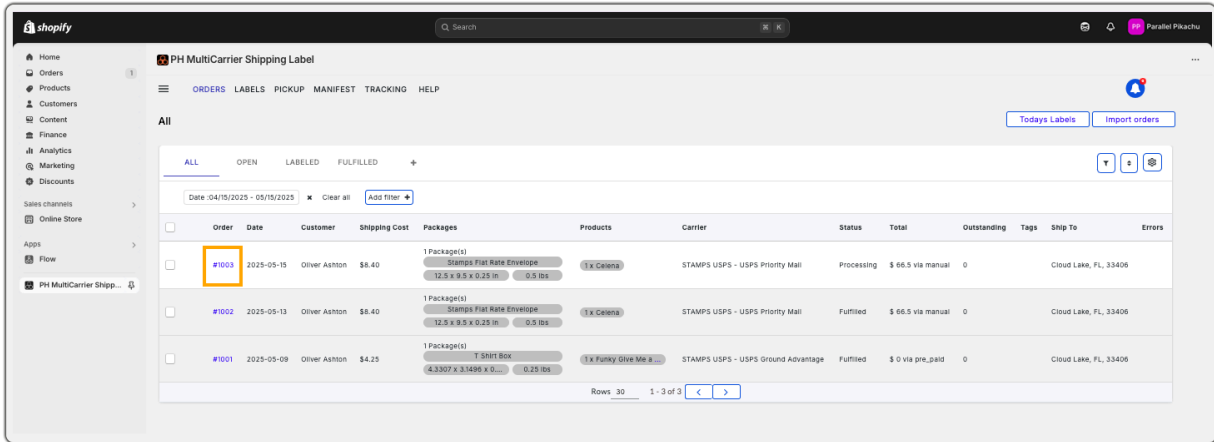 shopify
Search
⌘ K
PP Parallel Pikachu
Home
Orders 1
Products
Customers
Content
Finance
Analytics
Marketing
Discounts
Sales channels
Online Store
Apps
Flow
PH MultiCarrier Shipp...
PH MultiCarrier Shipping Label
ORDERS LABELS PICKUP MANIFEST TRACKING HELP
All
Todays Labels Import orders
ALL OPEN LABELED FULFILLED +
Date :04/15/2025 - 05/15/2025 × Clear all Add filter +
Order Date Customer Shipping Cost Packages Products Carrier Status Total Outstanding Tags Ship To Errors
1 Package(s)
#1003 2025-05-15 Oliver Ashton $8.40 Stamps Flat Rate Envelope 1 x Celena STAMPS USPS - USPS Priority Mail Processing $ 66.5 via manual 0 Cloud Lake, FL, 33406
12.5 x 9.5 x 0.25 in 0.5 lbs
1 Package(s)
#1002 2025-05-13 Oliver Ashton $8.40 Stamps Flat Rate Envelope 1 x Celena STAMPS USPS - USPS Priority Mail Fulfilled $ 66.5 via manual 0 Cloud Lake, FL, 33406
12.5 x 9.5 x 0.25 in 0.5 lbs
1 Package(s)
#1001 2025-05-09 Oliver Ashton $4.25 T Shirt Box 1 x Funky Give Me a ... STAMPS USPS - USPS Ground Advantage Fulfilled $ 0 via pre_paid 0 Cloud Lake, FL, 33406
4.3307 x 3.1496 x 0.... 0.25 lbs
Rows 30 1 - 3 of 3 < >